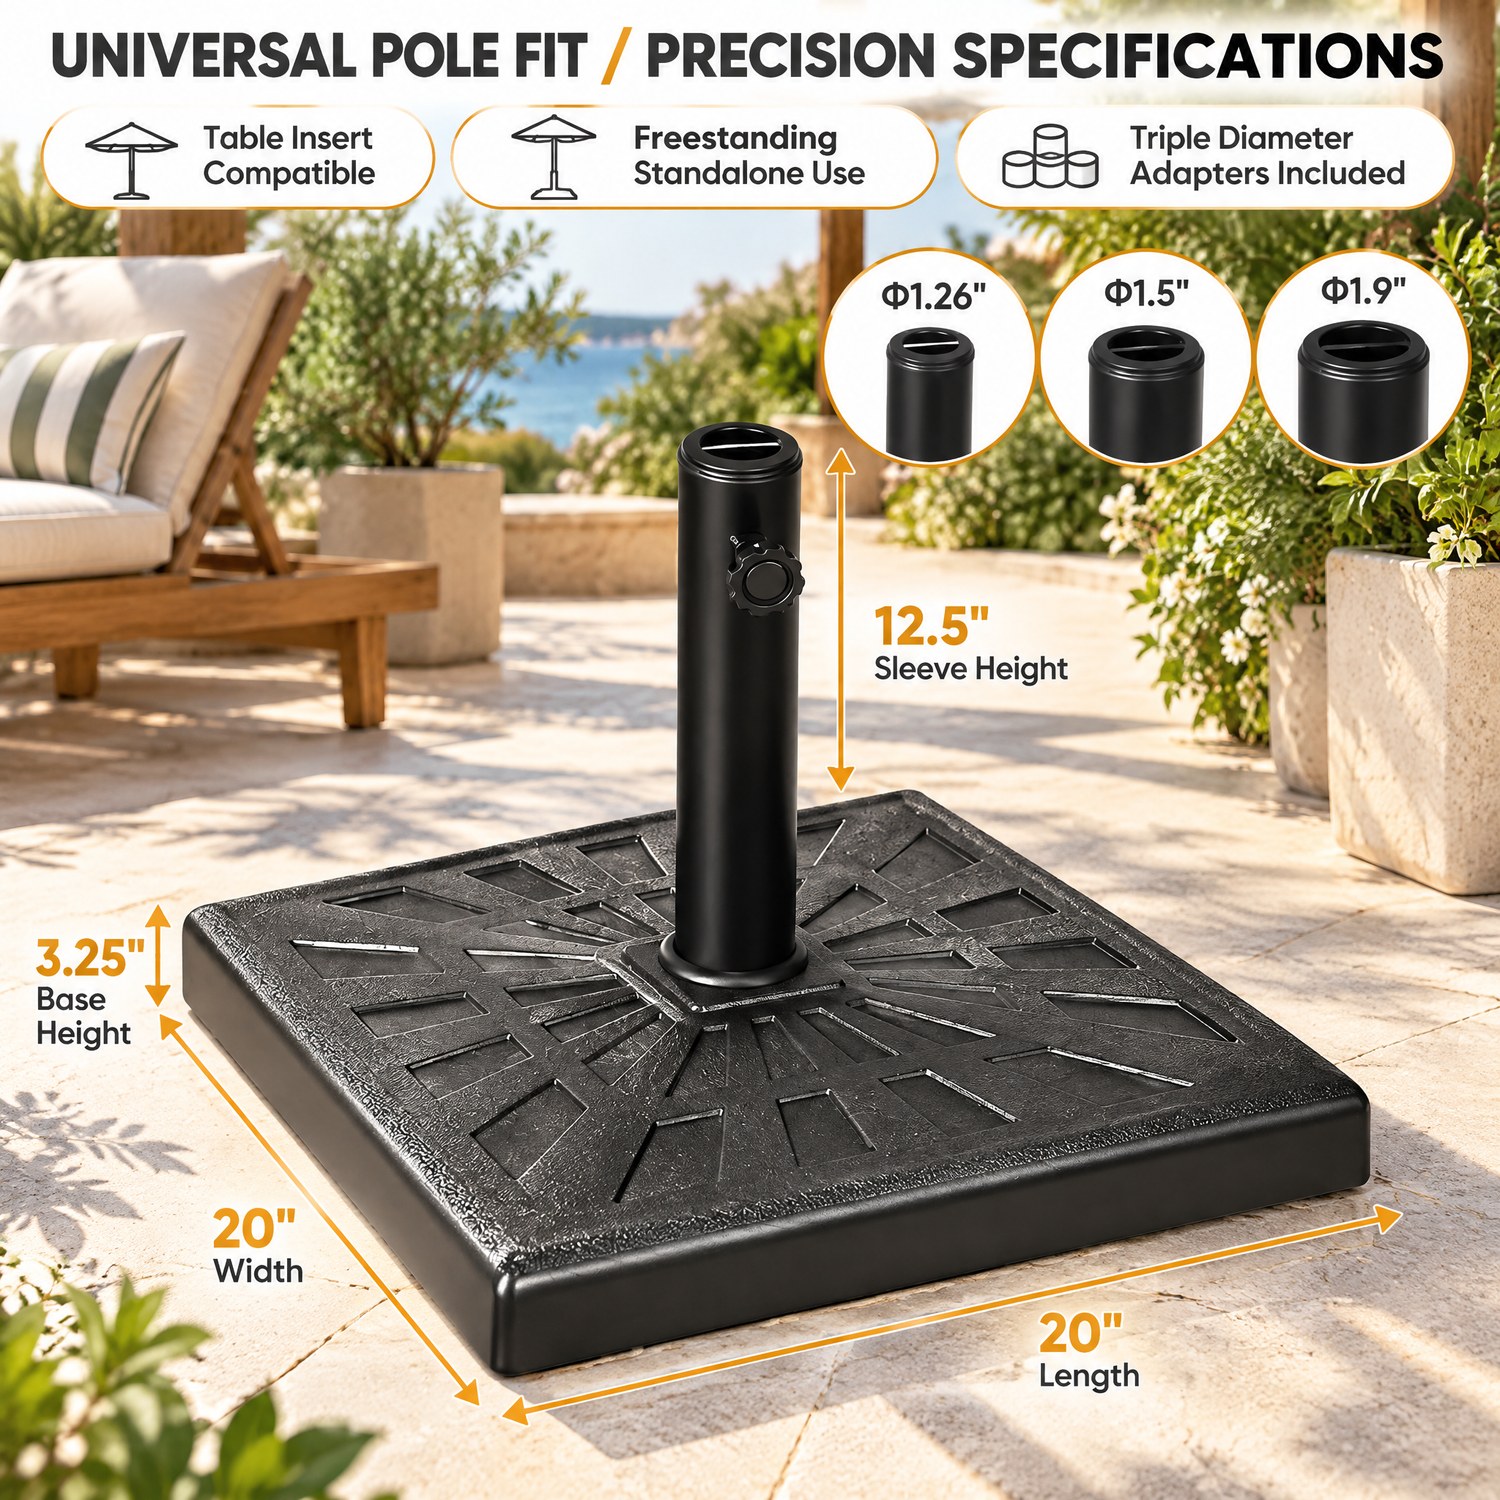 UNIVERSAL POLE FIT / PRECISION SPECIFICATIONS
Table Insert
Compatible
Freestanding
Standalone Use
Triple Diameter
Adapters Included
Φ1.26"
Φ1.5"
Φ1.9"
12.5"
Sleeve Height
3.25"
Base
Height
20"
Width
20"
Length